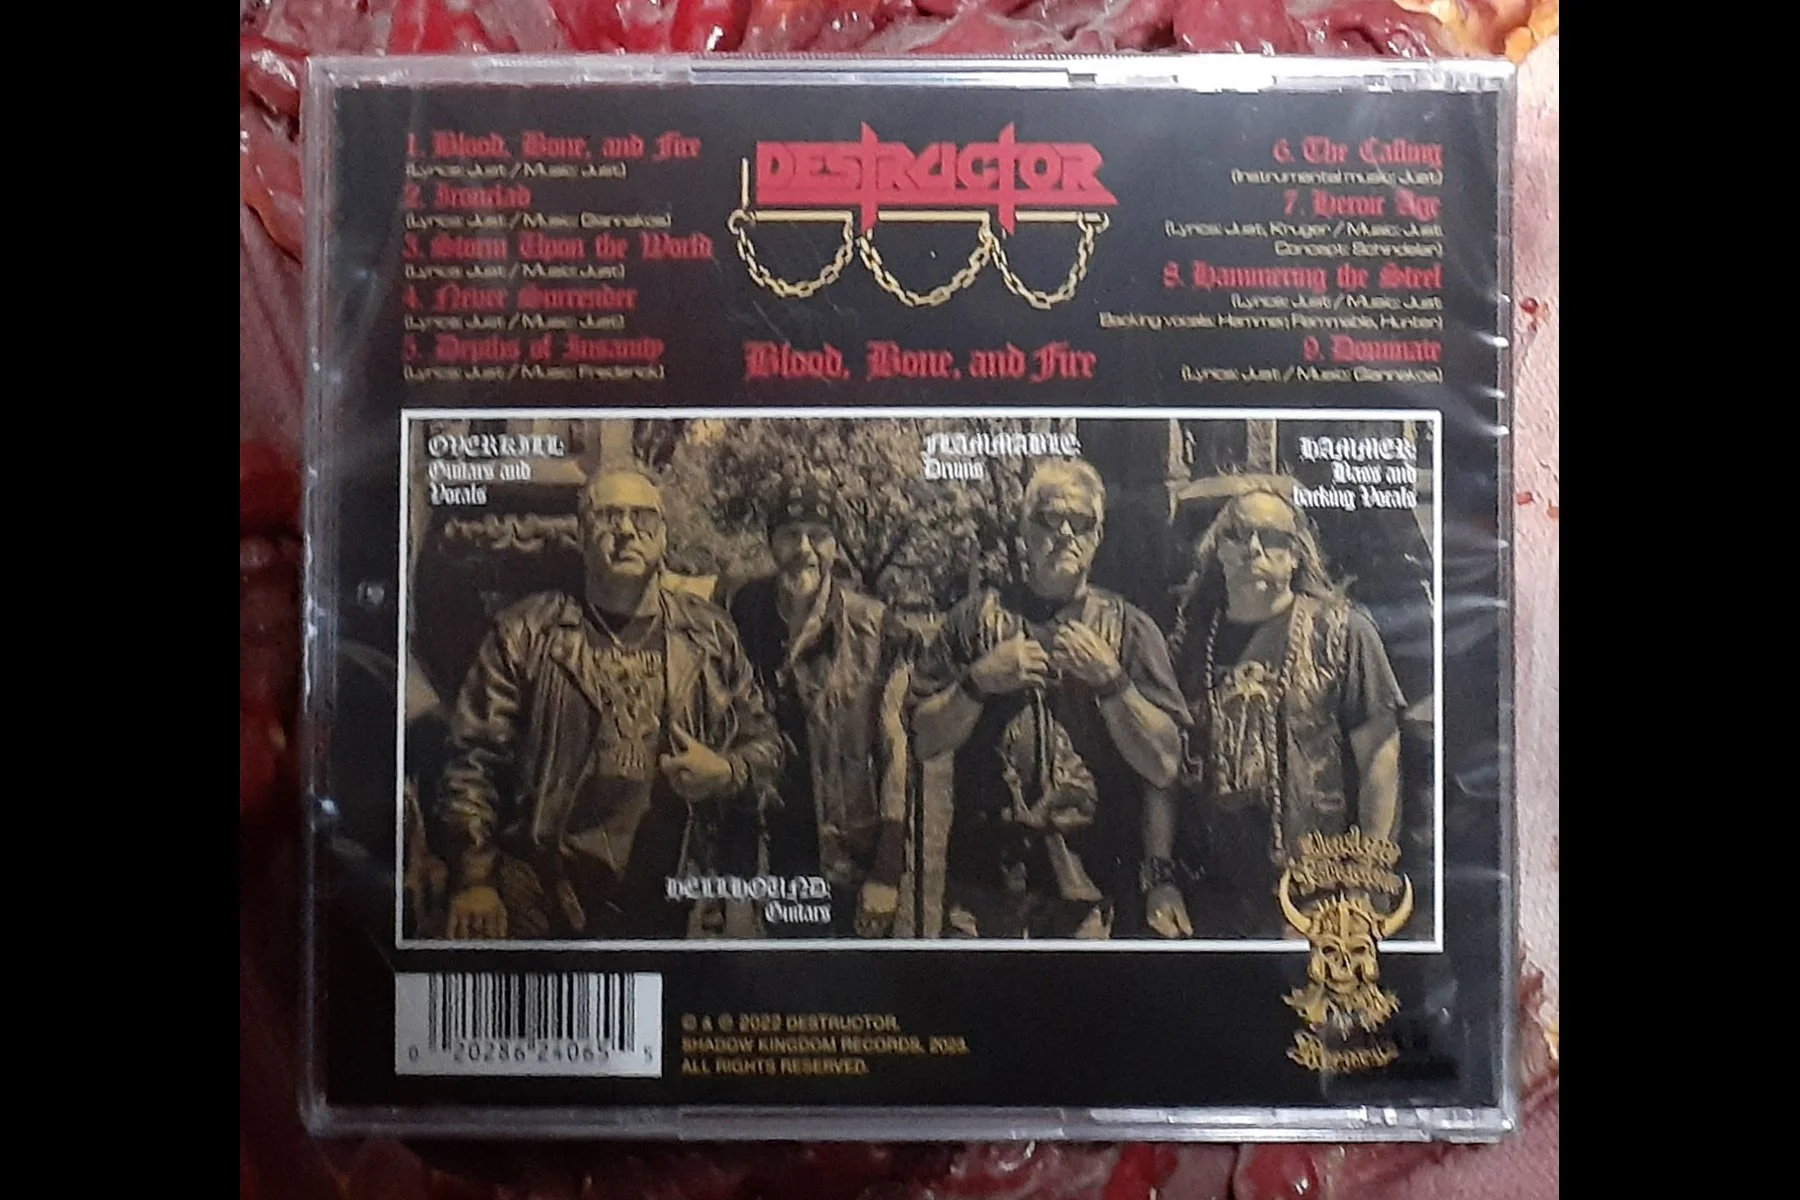 1. Blood, Bone, and Fire
(Lyrics: Just / Music: Just)
2. Ironclad
(Lyrics: Just / Music: Giannakos)
3. Storm Upon the World
(Lyrics: Just / Music: Just)
4. Never Surrender
(Lyrics: Just / Music: Just)
5. Depths of Insanity
(Lyrics: Just / Music: Frederick)
DESTRUCTOR
Blood, Bone, and Fire
6. The Calling
(Instrumental music: Just)
7. Heroic Age
(Lyrics: Just, Kruger / Music: Just
Concept: Schindler)
8. Hammering the Steel
(Lyrics: Just / Music: Just
Backing vocals: Hammer, Flammable, Hunter)
9. Dominate
(Lyrics: Just / Music: Giannakos)
OVERKILL:
Guitars and
Vocals
FLAMMABLE:
Drums
HAMMER:
Bass and
backing Vocals
HELLHOUND:
Guitars
0 20286 24065 5
© & ℗ 2022 DESTRUCTOR.
SHADOW KINGDOM RECORDS, 2023.
ALL RIGHTS RESERVED.
Shadow
Kingdom
Records